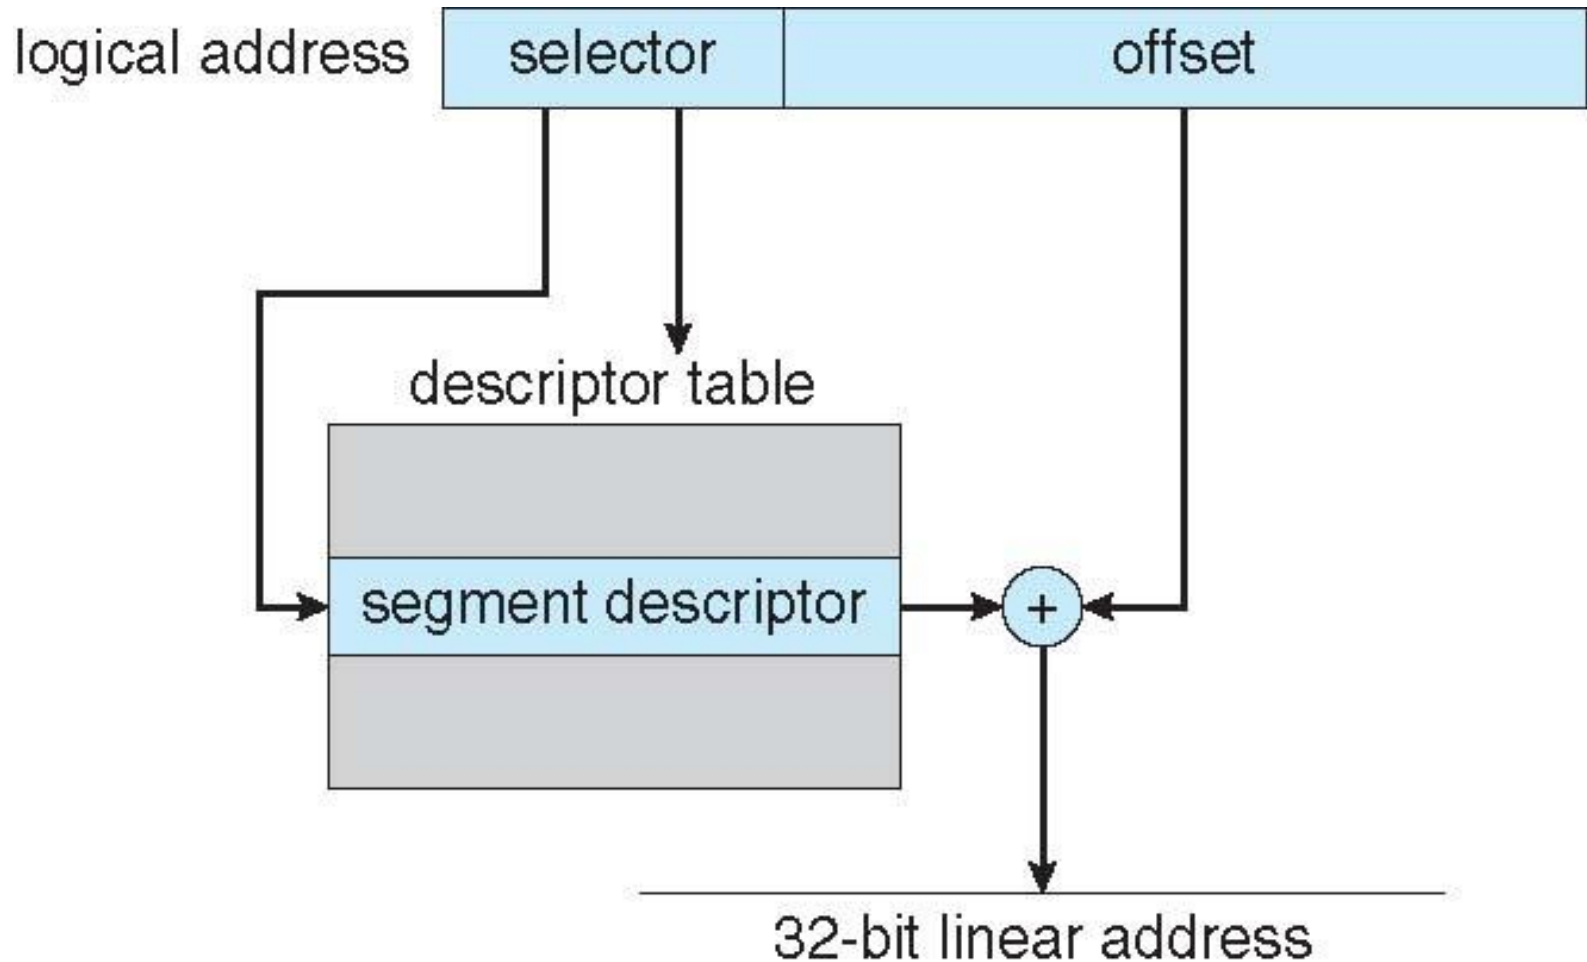 logical address
selector
offset
descriptor table
segment descriptor
+
32-bit linear address